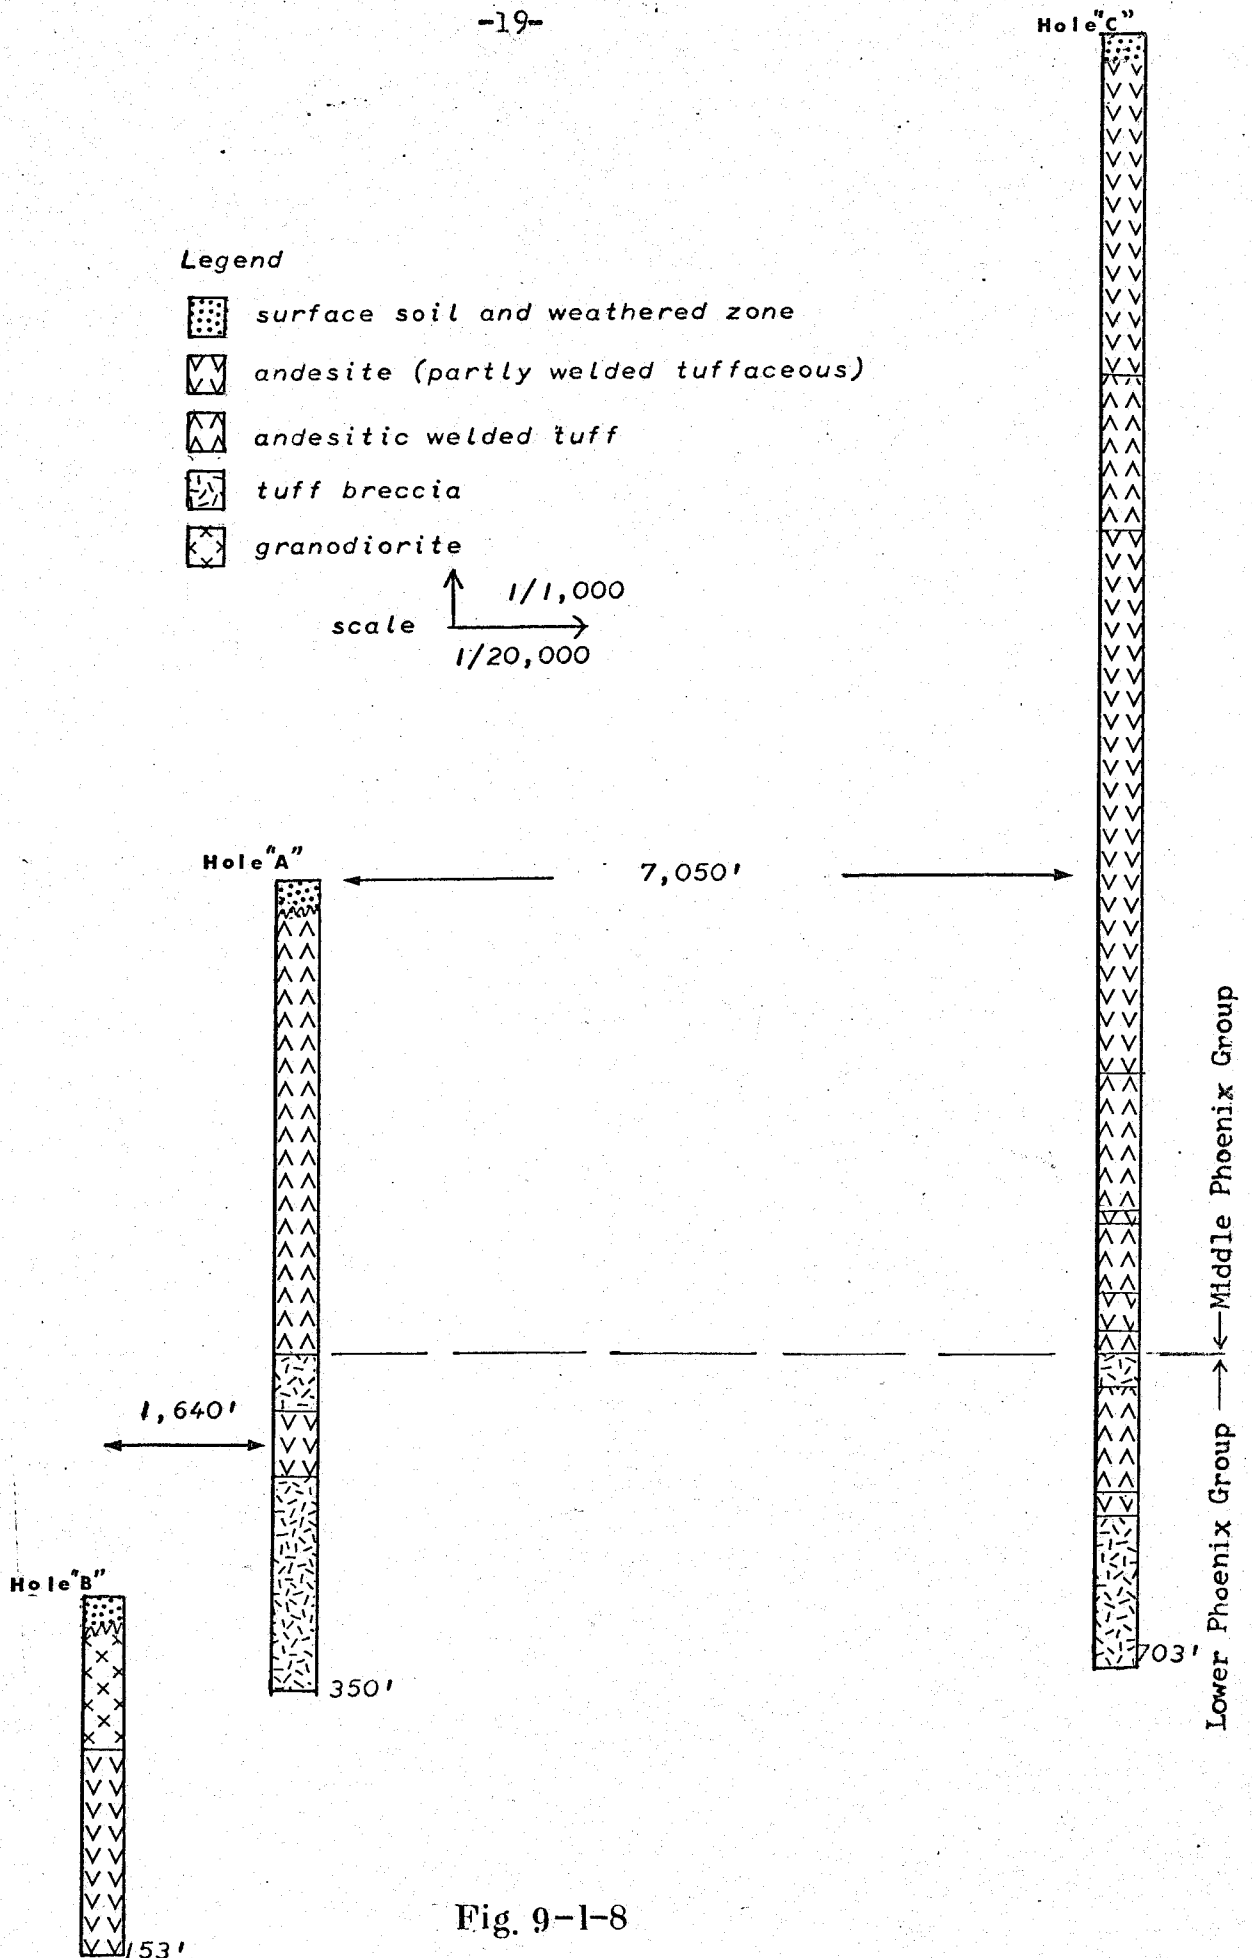 -19-
Hole "C"
Legend
surface soil and weathered zone
andesite (partly welded tuffaceous)
andesitic welded tuff
tuff breccia
granodiorite
1/1,000
scale
1/20,000
Hole "A"
7,050'
←Middle Phoenix Group
1,640'
Lower Phoenix Group →
Hole "B"
350'
703'
153'
Fig. 9-1-8